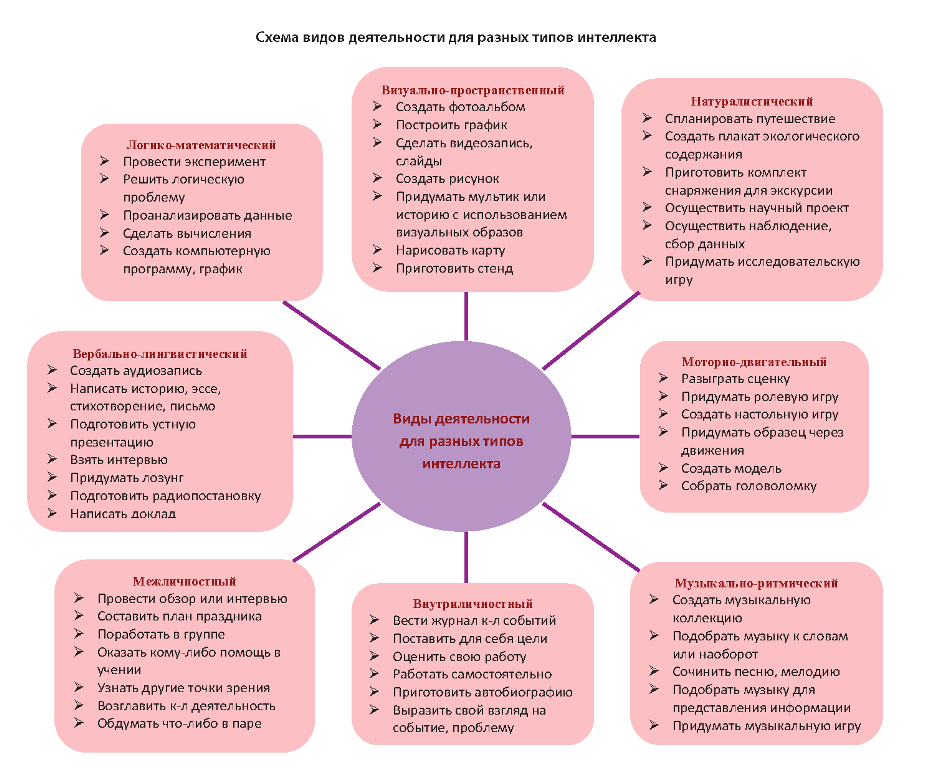 Схема видов деятельности для разных типов интеллекта
Визуально-пространственный
➢ Создать фотоальбом
➢ Построить график
➢ Сделать видеозапись,
слайды
➢ Создать рисунок
➢ Придумать мультик или
историю с использованием
визуальных образов
➢ Нарисовать карту
➢ Приготовить стенд
Натуралистический
➢ Спланировать путешествие
➢ Создать плакат экологического
содержания
➢ Приготовить комплект
снаряжения для экскурсии
➢ Осуществить научный проект
➢ Осуществить наблюдение,
сбор данных
➢ Придумать исследовательскую
игру
Логико-математический
➢ Провести эксперимент
➢ Решить логическую
проблему
➢ Проанализировать данные
➢ Сделать вычисления
➢ Создать компьютерную
программу, график
Вербально-лингвистический
➢ Создать аудиозапись
➢ Написать историю, эссе,
стихотворение, письмо
➢ Подготовить устную
презентацию
➢ Взять интервью
➢ Придумать лозунг
➢ Подготовить радиопостановку
➢ Написать доклад
Виды деятельности
для разных типов
интеллекта
Моторно-двигательный
➢ Разыграть сценку
➢ Придумать ролевую игру
➢ Создать настольную игру
➢ Придумать образец через
движения
➢ Создать модель
➢ Собрать головоломку
Межличностный
➢ Провести обзор или интервью
➢ Составить план праздника
➢ Поработать в группе
➢ Оказать кому-либо помощь в
учении
➢ Узнать другие точки зрения
➢ Возглавить к-л деятельность
➢ Обдумать что-либо в паре
Внутриличностный
➢ Вести журнал к-л событий
➢ Поставить для себя цели
➢ Оценить свою работу
➢ Работать самостоятельно
➢ Приготовить автобиографию
➢ Выразить свой взгляд на
событие, проблему
Музыкально-ритмический
➢ Создать музыкальную
коллекцию
➢ Подобрать музыку к словам
или наоборот
➢ Сочинить песню, мелодию
➢ Подобрать музыку для
представления информации
➢ Придумать музыкальную игру